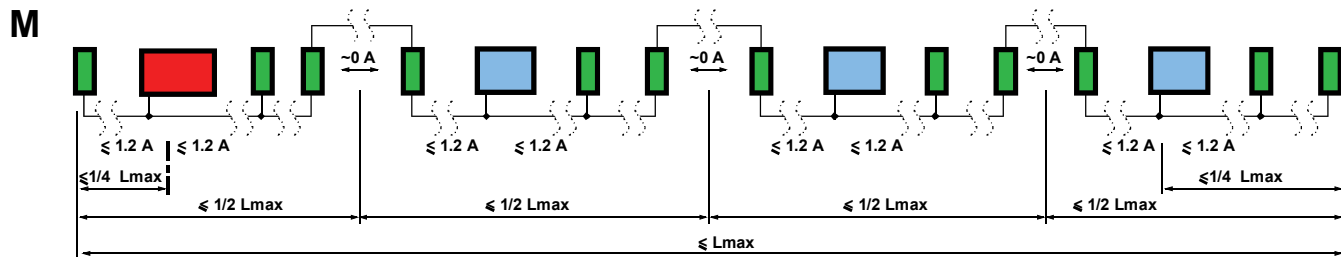 M
~0 A ~0 A ~0 A
⩽ 1.2 A ⩽ 1.2 A ⩽ 1.2 A ⩽ 1.2 A ⩽ 1.2 A ⩽ 1.2 A ⩽ 1.2 A ⩽ 1.2 A
⩽1/4 Lmax ⩽1/4 Lmax
⩽ 1/2 Lmax ⩽ 1/2 Lmax ⩽ 1/2 Lmax ⩽ 1/2 Lmax
⩽ Lmax